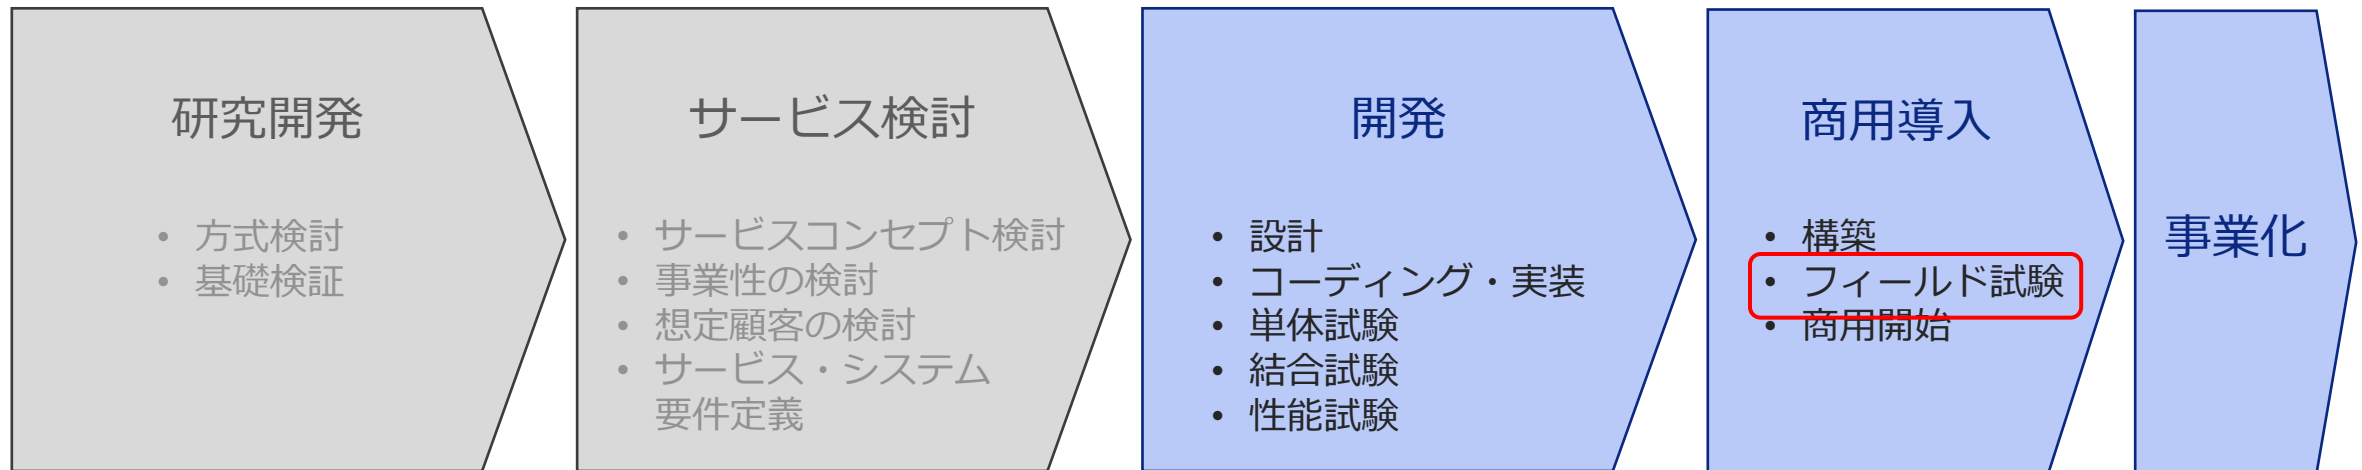 研究開発
• 方式検討
• 基礎検証
サービス検討
• サービスコンセプト検討
• 事業性の検討
• 想定顧客の検討
• サービス・システム
要件定義
開発
• 設計
• コーディング・実装
• 単体試験
• 結合試験
• 性能試験
商用導入
• 構築
• フィールド試験
• 商用開始
事業化